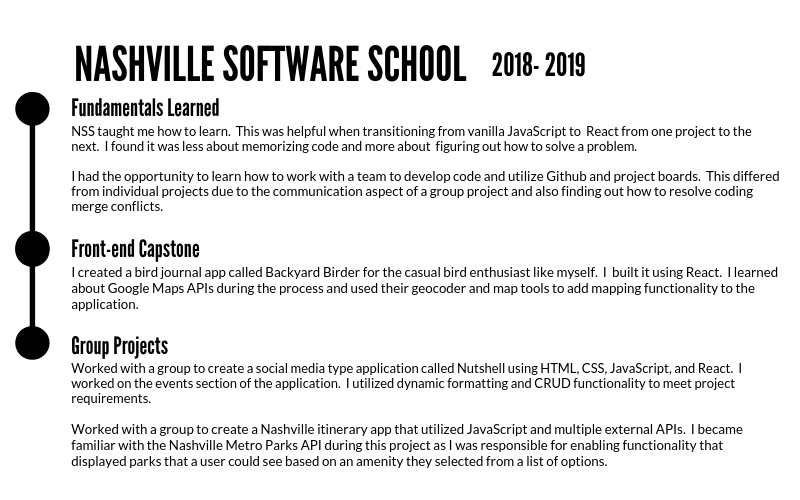 NASHVILLE SOFTWARE SCHOOL 2018- 2019
Fundamentals Learned
NSS taught me how to learn. This was helpful when transitioning from vanilla JavaScript to React from one project to the
next. I found it was less about memorizing code and more about figuring out how to solve a problem.
I had the opportunity to learn how to work with a team to develop code and utilize Github and project boards. This differed
from individual projects due to the communication aspect of a group project and also finding out how to resolve coding
merge conflicts.
Front-end Capstone
I created a bird journal app called Backyard Birder for the casual bird enthusiast like myself. I built it using React. I learned
about Google Maps APIs during the process and used their geocoder and map tools to add mapping functionality to the
application.
Group Projects
Worked with a group to create a social media type application called Nutshell using HTML, CSS, JavaScript, and React. I
worked on the events section of the application. I utilized dynamic formatting and CRUD functionality to meet project
requirements.
Worked with a group to create a Nashville itinerary app that utilized JavaScript and multiple external APIs. I became
familiar with the Nashville Metro Parks API during this project as I was responsible for enabling functionality that
displayed parks that a user could see based on an amenity they selected from a list of options.